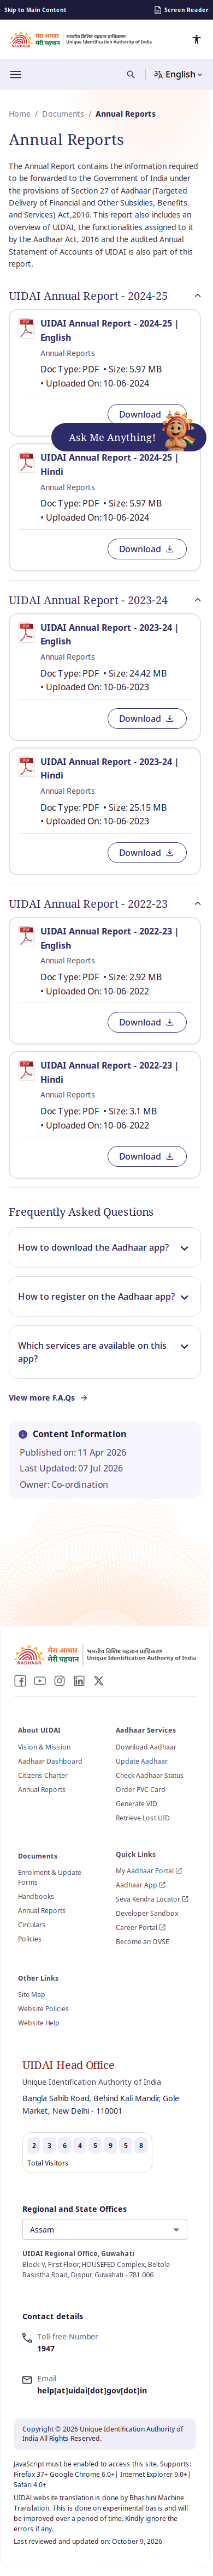 Skip to Main Content
Screen Reader
मेरा आधार
मेरी पहचान
भारतीय विशिष्ट पहचान प्राधिकरण
Unique Identification Authority of India
English
Home / Documents / Annual Reports
Annual Reports
The Annual Report contains the information required
to be forwarded to the Government of India under
the provisions of Section 27 of Aadhaar (Targeted
Delivery of Financial and Other Subsidies, Benefits
and Services) Act,2016. This report also includes an
overview of UIDAI, the functionalities assigned to it
by the Aadhaar Act, 2016 and the audited Annual
Statement of Accounts of UIDAI is also part of this
report.
UIDAI Annual Report - 2024-25
UIDAI Annual Report - 2024-25 |
English
Annual Reports
Doc Type: PDF • Size: 5.97 MB
• Uploaded On: 10-06-2024
Download
Ask Me Anything!
UIDAI Annual Report - 2024-25 |
Hindi
Annual Reports
Doc Type: PDF • Size: 5.97 MB
• Uploaded On: 10-06-2024
Download
UIDAI Annual Report - 2023-24
UIDAI Annual Report - 2023-24 |
English
Annual Reports
Doc Type: PDF • Size: 24.42 MB
• Uploaded On: 10-06-2023
Download
UIDAI Annual Report - 2023-24 |
Hindi
Annual Reports
Doc Type: PDF • Size: 25.15 MB
• Uploaded On: 10-06-2023
Download
UIDAI Annual Report - 2022-23
UIDAI Annual Report - 2022-23 |
English
Annual Reports
Doc Type: PDF • Size: 2.92 MB
• Uploaded On: 10-06-2022
Download
UIDAI Annual Report - 2022-23 |
Hindi
Annual Reports
Doc Type: PDF • Size: 3.1 MB
• Uploaded On: 10-06-2022
Download
Frequently Asked Questions
How to download the Aadhaar app?
How to register on the Aadhaar app?
Which services are available on this
app?
View more F.A.Qs
Content Information
Published on: 11 Apr 2026
Last Updated: 07 Jul 2026
Owner: Co-ordination
मेरा आधार
मेरी पहचान
भारतीय विशिष्ट पहचान प्राधिकरण
Unique Identification Authority of India
About UIDAI
Vision & Mission
Aadhaar Dashboard
Citizens Charter
Annual Reports
Aadhaar Services
Download Aadhaar
Update Aadhaar
Check Aadhaar Status
Order PVC Card
Generate VID
Retrieve Lost UID
Documents
Enrolment & Update
Forms
Handbooks
Annual Reports
Circulars
Policies
Quick Links
My Aadhaar Portal
Aadhaar App
Seva Kendra Locator
Developer Sandbox
Career Portal
Become an OVSE
Other Links
Site Map
Website Policies
Website Help
UIDAI Head Office
Unique Identification Authority of India
Bangla Sahib Road, Behind Kali Mandir, Gole
Market, New Delhi - 110001
2 3 6 4 5 9 5 8
Total Visitors
Regional and State Offices
Assam
UIDAI Regional Office, Guwahati
Block-V, First Floor, HOUSEFED Complex, Beltola-
Basistha Road, Dispur, Guwahati - 781 006
Contact details
Toll-free Number
1947
Email
help[at]uidai[dot]gov[dot]in
Copyright © 2026 Unique Identification Authority of
India All Rights Reserved.
JavaScript must be enabled to access this site. Supports:
Firefox 37+ Google Chrome 6.0+| Internet Explorer 9.0+|
Safari 4.0+
UIDAI website translation is done by Bhashini Machine
Translation. This is done on experimental basis and will
be improved over a period of time. Kindly ignore the
errors if any.
Last reviewed and updated on: October 9, 2026